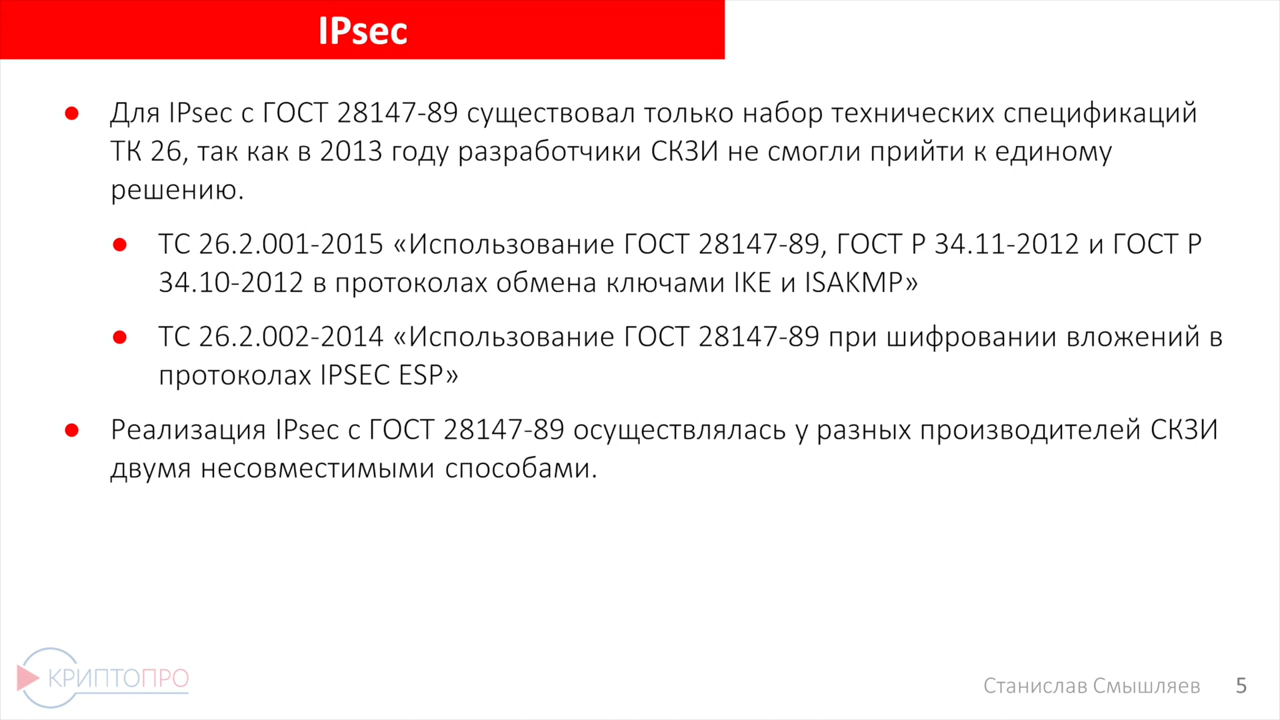 IPsec
Для IPsec с ГОСТ 28147-89 существовал только набор технических спецификаций
ТК 26, так как в 2013 году разработчики СКЗИ не смогли прийти к единому
решению.
ТС 26.2.001-2015 «Использование ГОСТ 28147-89, ГОСТ Р 34.11-2012 и ГОСТ Р
34.10-2012 в протоколах обмена ключами IKE и ISAKMP»
ТС 26.2.002-2014 «Использование ГОСТ 28147-89 при шифровании вложений в
протоколах IPSEC ESP»
Реализация IPsec с ГОСТ 28147-89 осуществлялась у разных производителей СКЗИ
двумя несовместимыми способами.
КРИПТОПРО
Станислав Смышляев 5